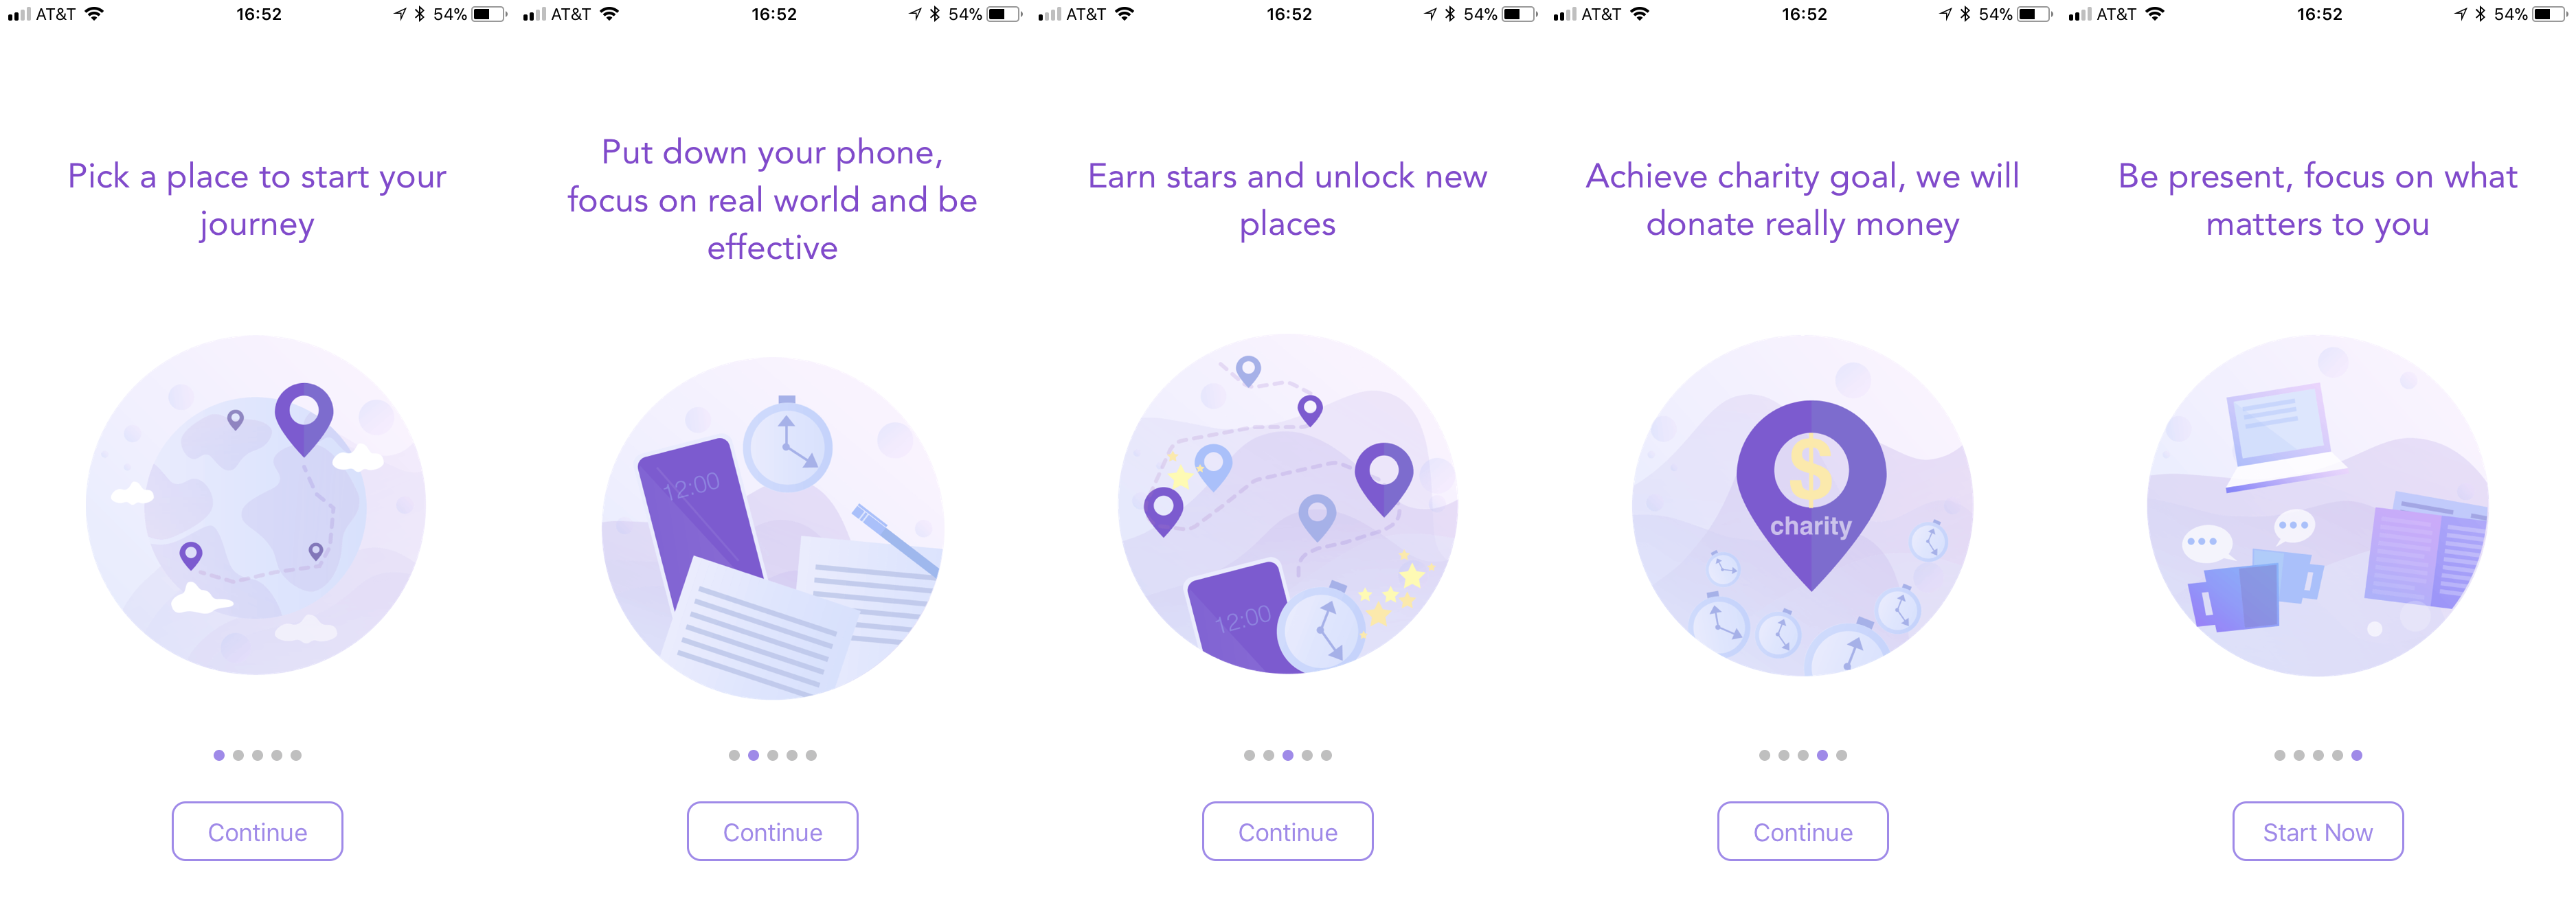 AT&T 16:52 54%
Pick a place to start your
journey
Continue
AT&T 16:52 54%
Put down your phone,
focus on real world and be
effective
12:00
Continue
AT&T 16:52 54%
Earn stars and unlock new
places
12:00
Continue
AT&T 16:52 54%
Achieve charity goal, we will
donate really money
$
charity
Continue
AT&T 16:52 54%
Be present, focus on what
matters to you
Start Now